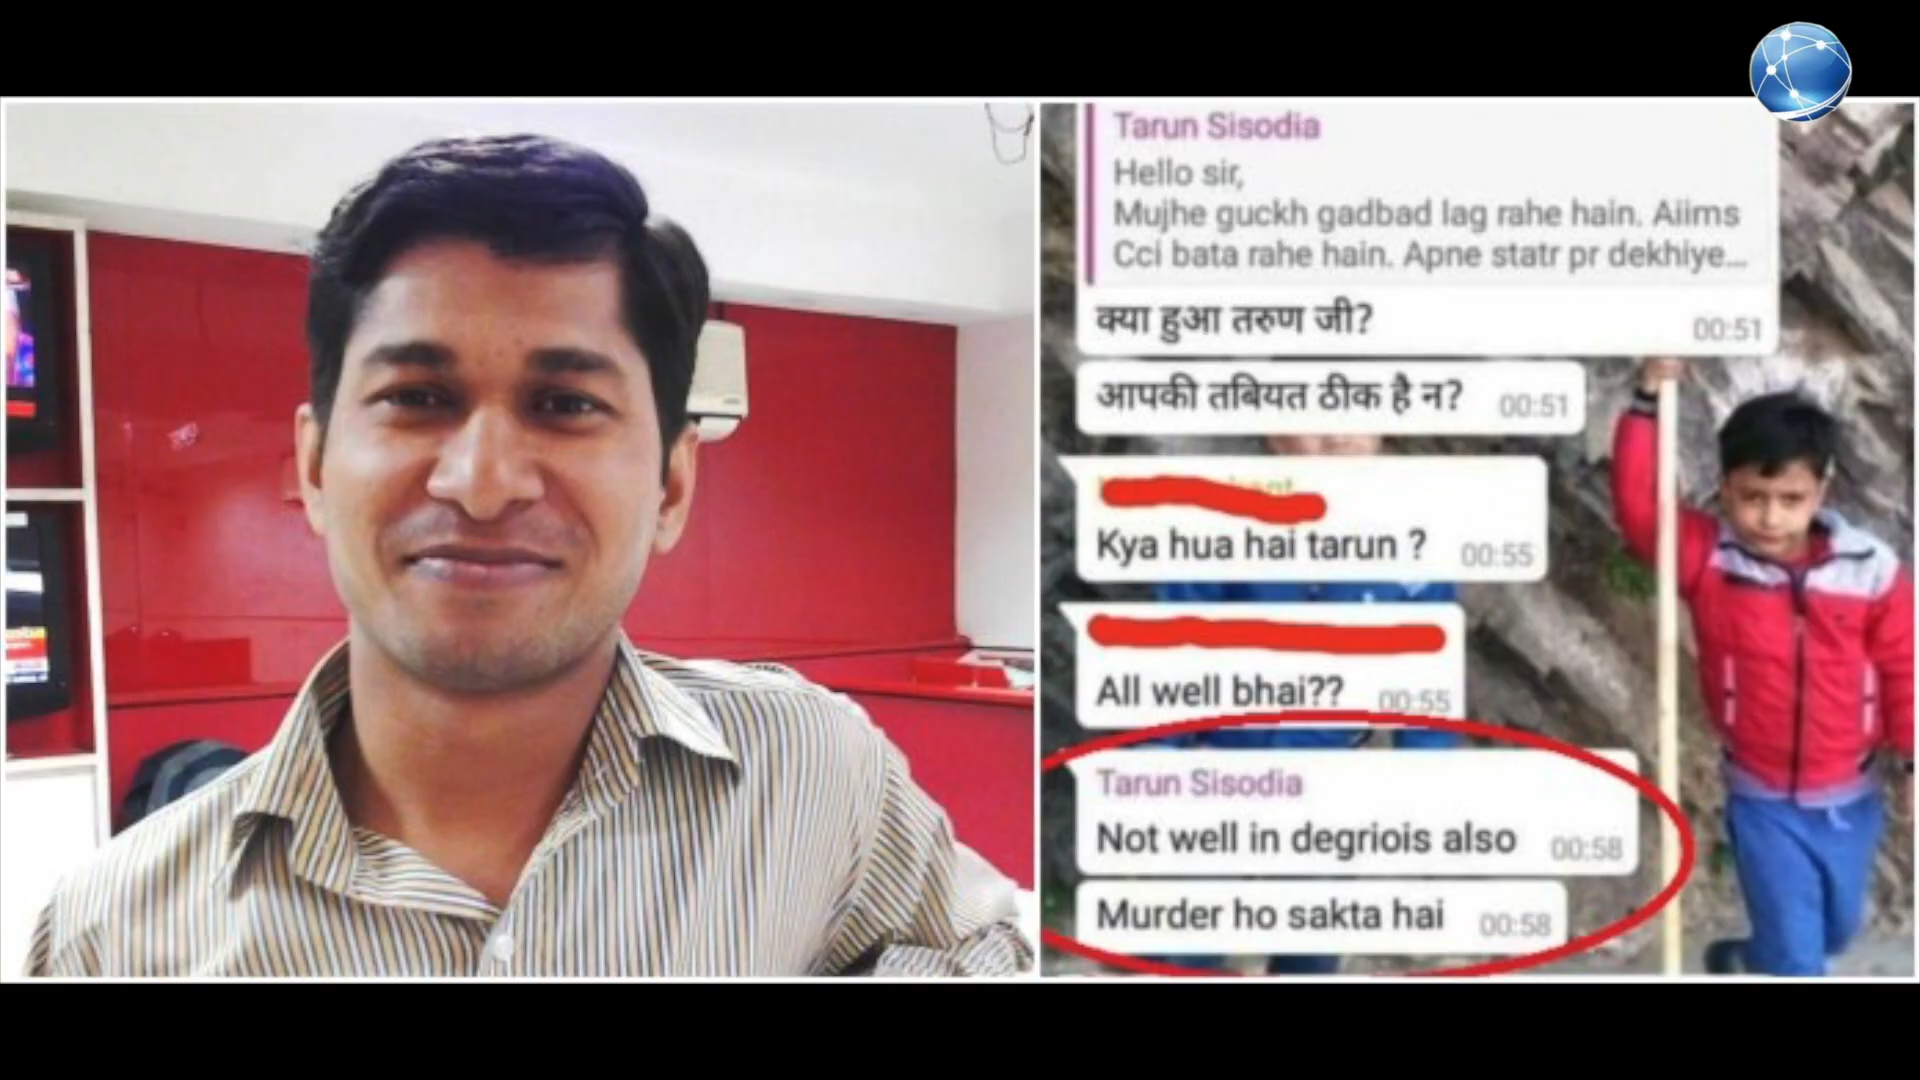 Tarun Sisodia
Hello sir,
Mujhe guckh gadbad lag rahe hain. Aiims
Cci bata rahe hain. Apne statr pr dekhiye...
क्या हुआ तरुण जी?
00:51
आपकी तबियत ठीक है न?
00:51
Kya hua hai tarun ?
00:55
All well bhai??
00:55
Tarun Sisodia
Not well in degriois also
00:58
Murder ho sakta hai
00:58